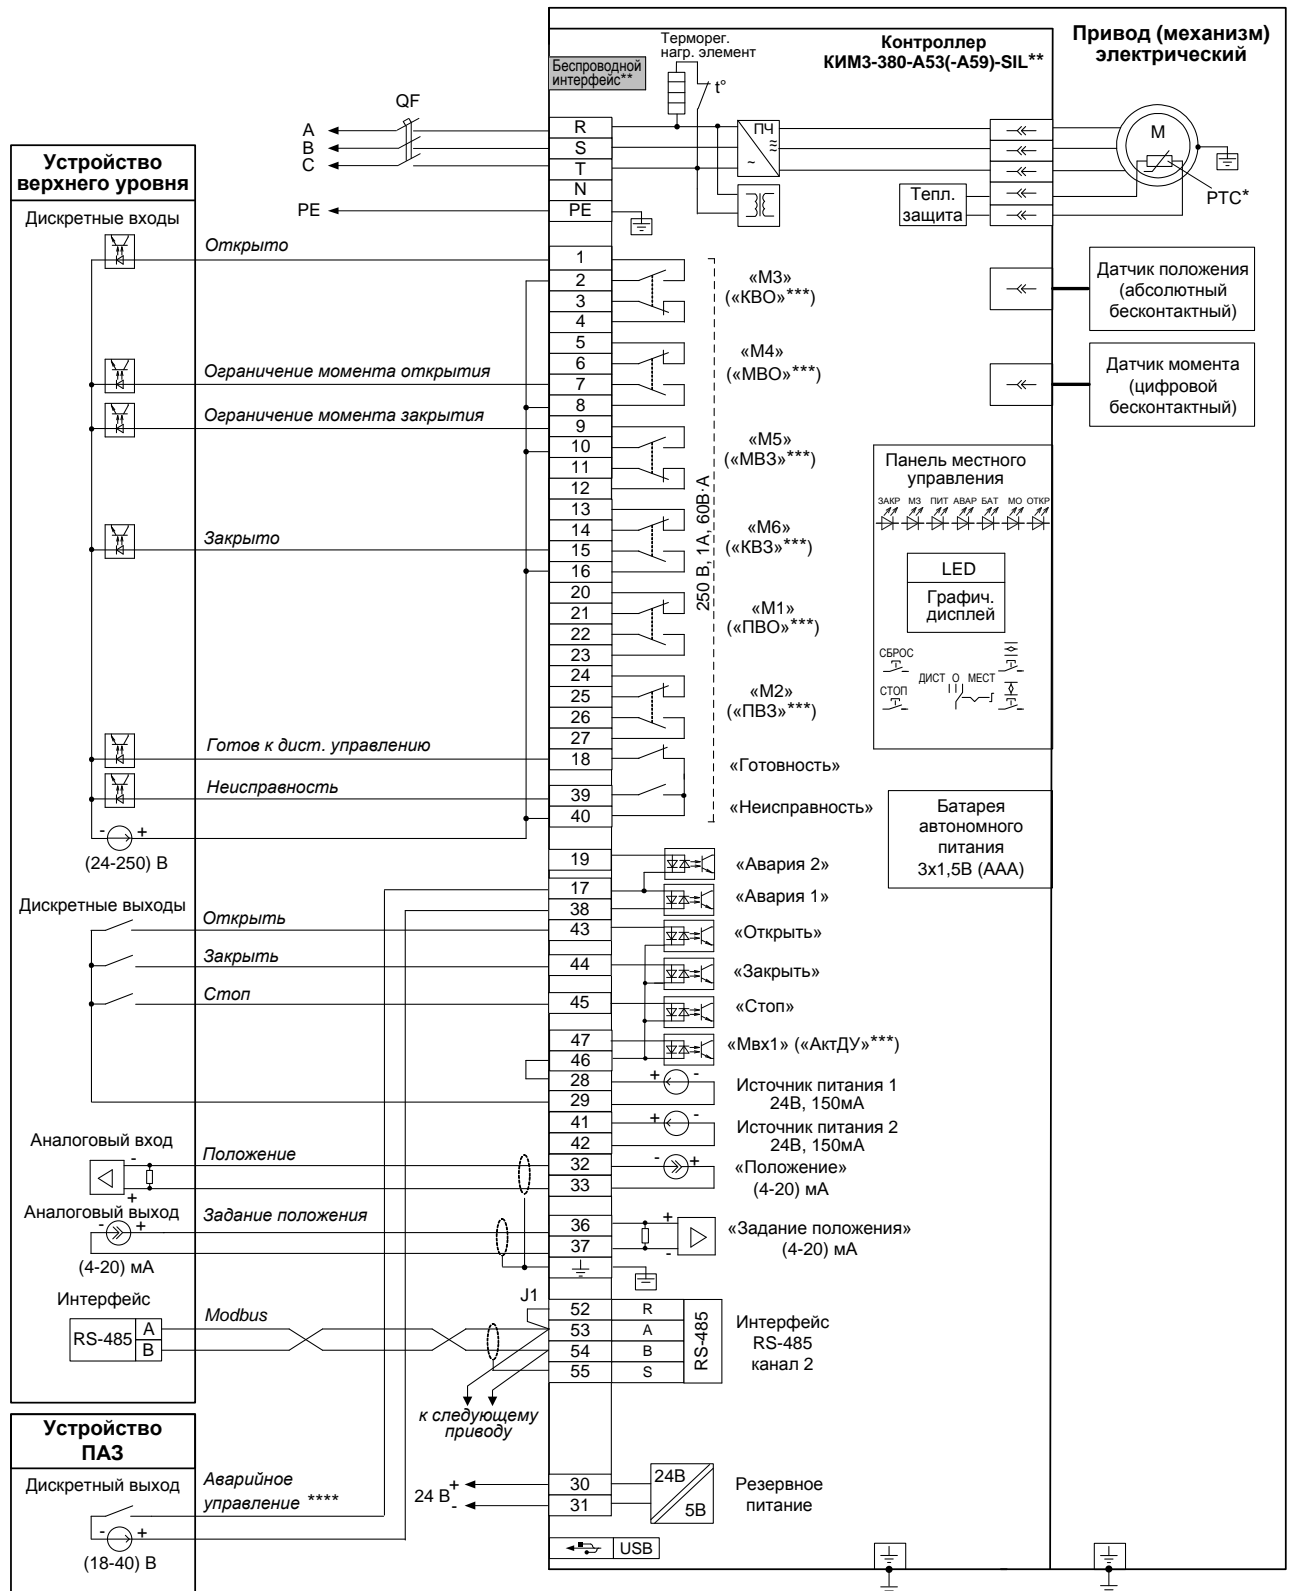 Привод (механизм)
электрический
Контроллер
КИМ3-380-А53(-А59)-SIL**
Терморег.
нагр. элемент
t°
Беспроводной
интерфейс**
QF
A
B
C
PE
R
S
T
N
PE
ПЧ
Тепл.
защита
M
PTC*
Устройство
верхнего уровня
Дискретные входы
Открыто
Ограничение момента открытия
Ограничение момента закрытия
Закрыто
Готов к дист. управлению
Неисправность
- +
(24-250) В
1
2
3
4
5
6
7
8
9
10
11
12
13
14
15
16
20
21
22
23
24
25
26
27
18
39
40
«М3»
(«КВО»***)
«М4»
(«МВО»***)
«М5»
(«МВЗ»***)
«М6»
(«КВЗ»***)
«М1»
(«ПВО»***)
«М2»
(«ПВЗ»***)
«Готовность»
«Неисправность»
250 В, 1А, 60В·А
Датчик положения
(абсолютный
бесконтактный)
Датчик момента
(цифровой
бесконтактный)
Панель местного
управления
ЗАКР МЗ ПИТ АВАР БАТ МО ОТКР
LED
Графич.
дисплей
СБРОС
СТОП
ДИСТ О МЕСТ
Батарея
автономного
питания
3х1,5В (ААА)
Дискретные выходы
Открыть
Закрыть
Стоп
19
17
38
43
44
45
47
46
28
29
41
42
32
33
36
37
«Авария 2»
«Авария 1»
«Открыть»
«Закрыть»
«Стоп»
«Мвх1» («АктДУ»***)
+ -
Источник питания 1
24В, 150мА
+ -
Источник питания 2
24В, 150мА
- +
«Положение»
(4-20) мА
+
-
«Задание положения»
(4-20) мА
Аналоговый вход
-
+
Положение
Аналоговый выход
- +
(4-20) мА
Задание положения
Интерфейс
RS-485
A
B
Modbus
J1
52 R
53 A
54 B
55 S
RS-485
Интерфейс
RS-485
канал 2
к следующему
приводу
Устройство
ПАЗ
Дискретный выход
- +
(18-40) В
Аварийное
управление ****
24 В
+
-
30
31
24В
5В
Резервное
питание
USB